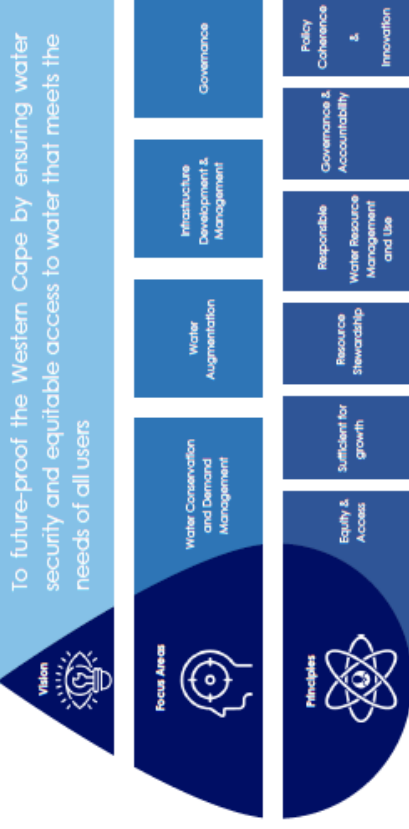 Vision
To future-proof the Western Cape by ensuring water
security and equitable access to water that meets the
needs of all users
Focus Areas
Water Conservation
and Demand
Management
Water
Augmentation
Infrastructure
Development &
Management
Governance
Principles
Equity &
Access
Sufficient for
growth
Resource
Stewardship
Responsible
Water Resource
Management
and Use
Governance &
Accountability
Policy
Coherence
&
Innovation